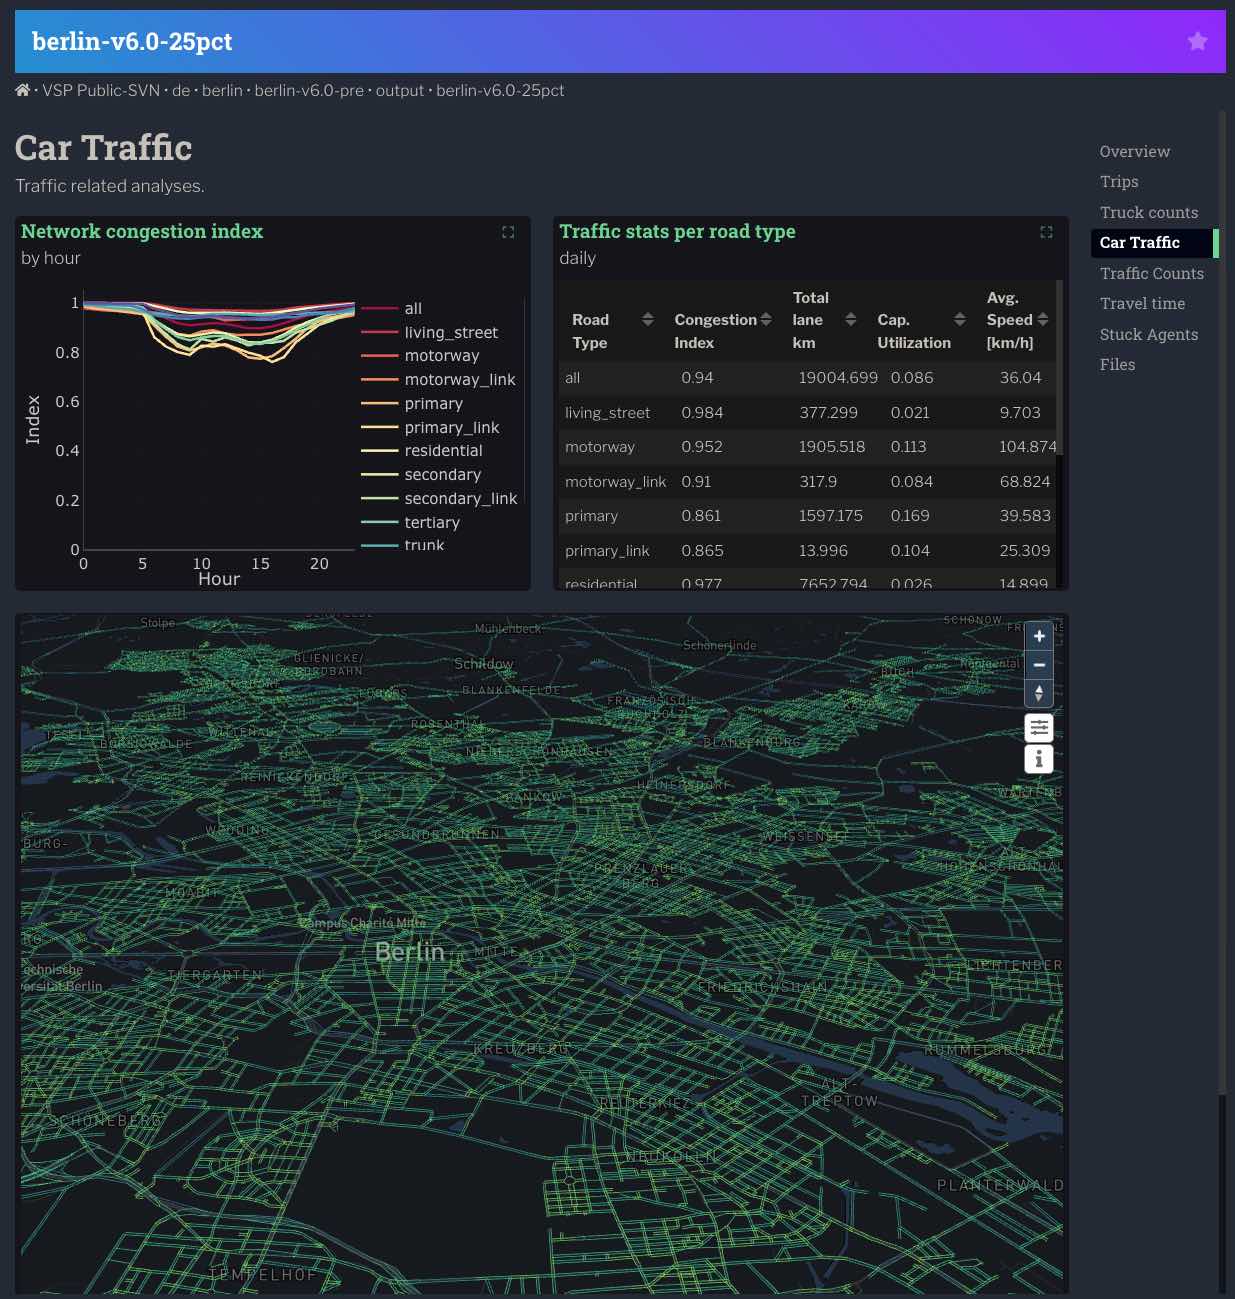 berlin-v6.0-25pct
· VSP Public-SVN · de · berlin · berlin-v6.0-pre · output · berlin-v6.0-25pct
Car Traffic
Traffic related analyses.
Overview
Trips
Truck counts
Car Traffic
Traffic Counts
Travel time
Stuck Agents
Files
Network congestion index
by hour
1
0.8
0.6
0.4
0.2
0
Index
0 5 10 15 20
Hour
all
living_street
motorway
motorway_link
primary
primary_link
residential
secondary
secondary_link
tertiary
trunk
Traffic stats per road type
daily
Road Type Congestion Index Total lane km Cap. Utilization Avg. Speed [km/h]
all 0.94 19004.699 0.086 36.04
living_street 0.984 377.299 0.021 9.703
motorway 0.952 1905.518 0.113 104.874
motorway_link 0.91 317.9 0.084 68.824
primary 0.861 1597.175 0.169 39.583
primary_link 0.865 13.996 0.104 25.309
residential 0.977 7652.794 0.026 14.899
Stolpe
Mühlenbeck
Schönerlinde
SCHÖNOW
GLIENICKE/
NORDBAHN
Schildow
BLANKENFELDE
LÜBARS
BUCH
FRANZÖSISCH
BUCHHOLZ
KAROW
ROSENTHAL
TEGEL
BORSIGWALDE
WITTENAU
NIEDERSCHÖNHAUSEN
BLANKENBURG
REINICKENDORF
HEINERSDORF
PANKOW
WARTENB
WEDDING
GESUNDBRUNNEN
WEISSENSEE
BURG-
PRENZLAUER
BERG
MOABIT
Campus Charité Mitte
Berlin
MITTE
echnische
versität Berlin
TIERGARTEN
LICHTENBER
FRIEDRICHSHAIN
KREUZBERG
RUMMELSBURG
REUTERKIEZ
ALT-
TREPTOW
SCHÖNEBERG
NEUKÖLLN
PLÄNTERWALD
TEMPELHOF